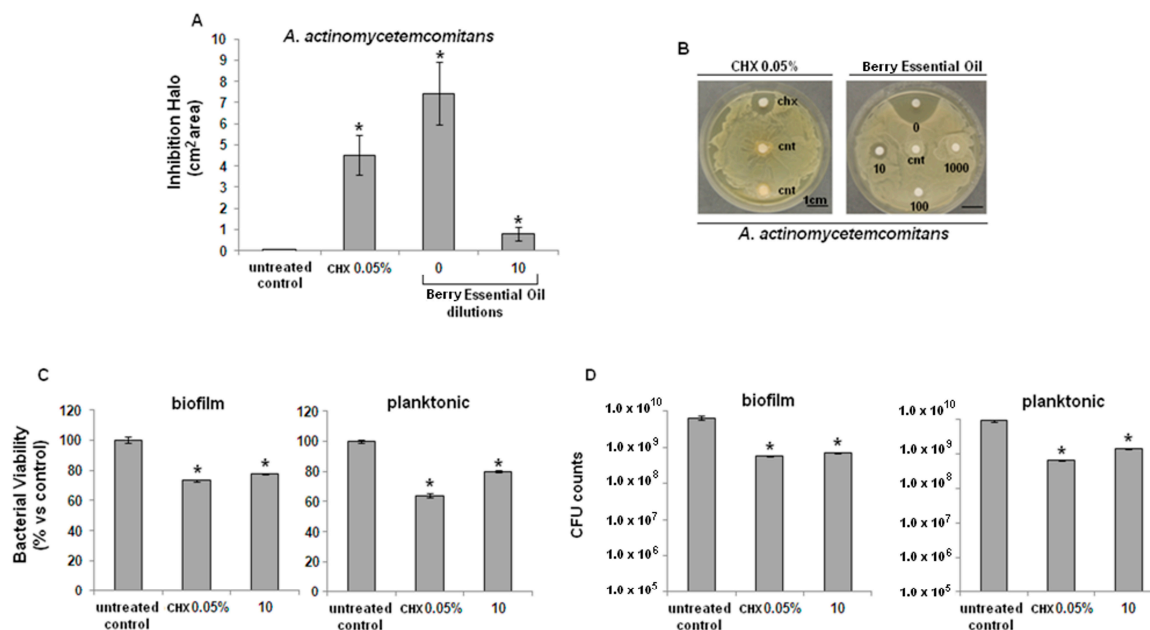 A
A. actinomycetemcomitans
Inhibition Halo
(cm² area)
10
9
8
7
6
5
4
3
2
1
0
*
*
*
untreated
control
CHX 0.05%
0
10
Berry Essential Oil
dilutions
B
CHX 0.05%
Berry Essential Oil
chx
cnt
cnt
1cm
0
10
cnt
1000
100
A. actinomycetemcomitans
C
biofilm
planktonic
Bacterial Viability
(% vs control)
120
100
80
60
40
20
0
*
*
untreated
control
CHX 0.05%
10
120
100
80
60
40
20
0
*
*
untreated
control
CHX 0.05%
10
D
biofilm
planktonic
CFU counts
1.0 x 10¹⁰
1.0 x 10⁹
1.0 x 10⁸
1.0 x 10⁷
1.0 x 10⁶
1.0 x 10⁵
*
*
untreated
control
CHX 0.05%
10
1.0 x 10¹⁰
1.0 x 10⁹
1.0 x 10⁸
1.0 x 10⁷
1.0 x 10⁶
1.0 x 10⁵
*
*
untreated
control
CHX 0.05%
10